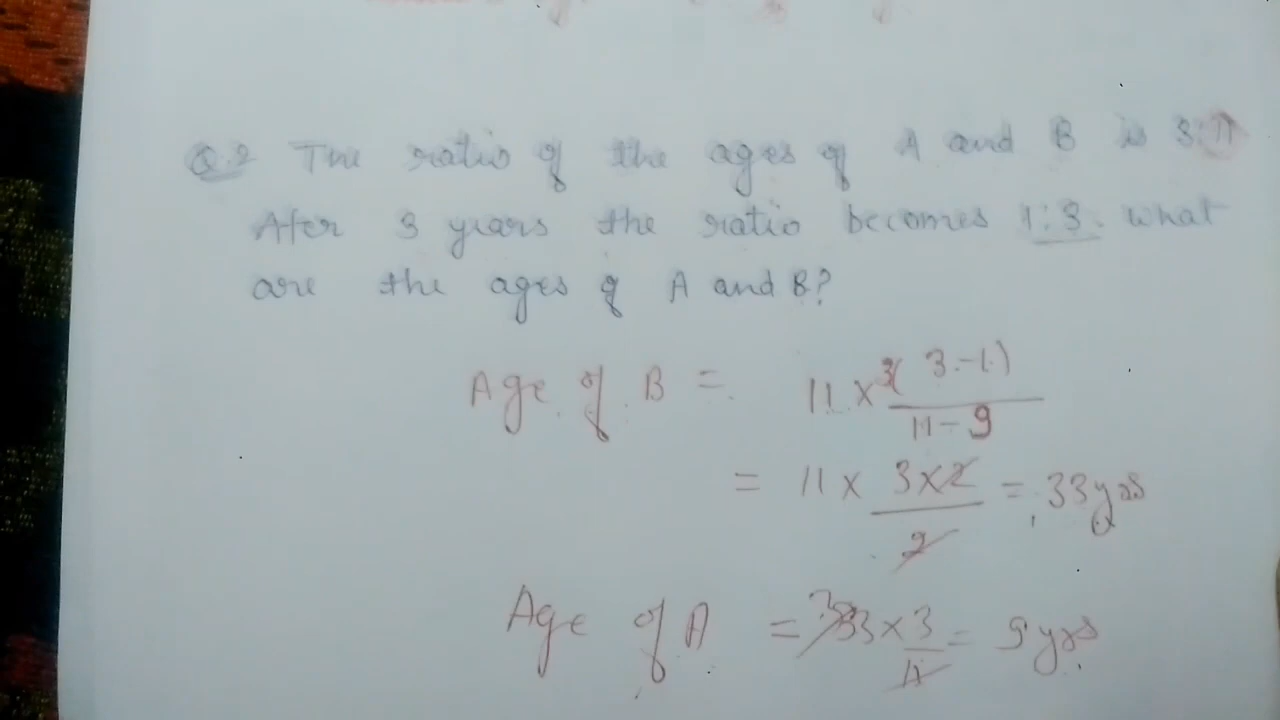 Q.2 The ratio of the ages of A and B is 3:11
After 3 years the ratio becomes 1:3. what
are the ages of A and B?
Age of B = 11 × 3(3-1) / 11-9
= 11 × 3×2 / 2 = 33 yrs
Age of A = 33 × 3 / 11 = 9 yrs